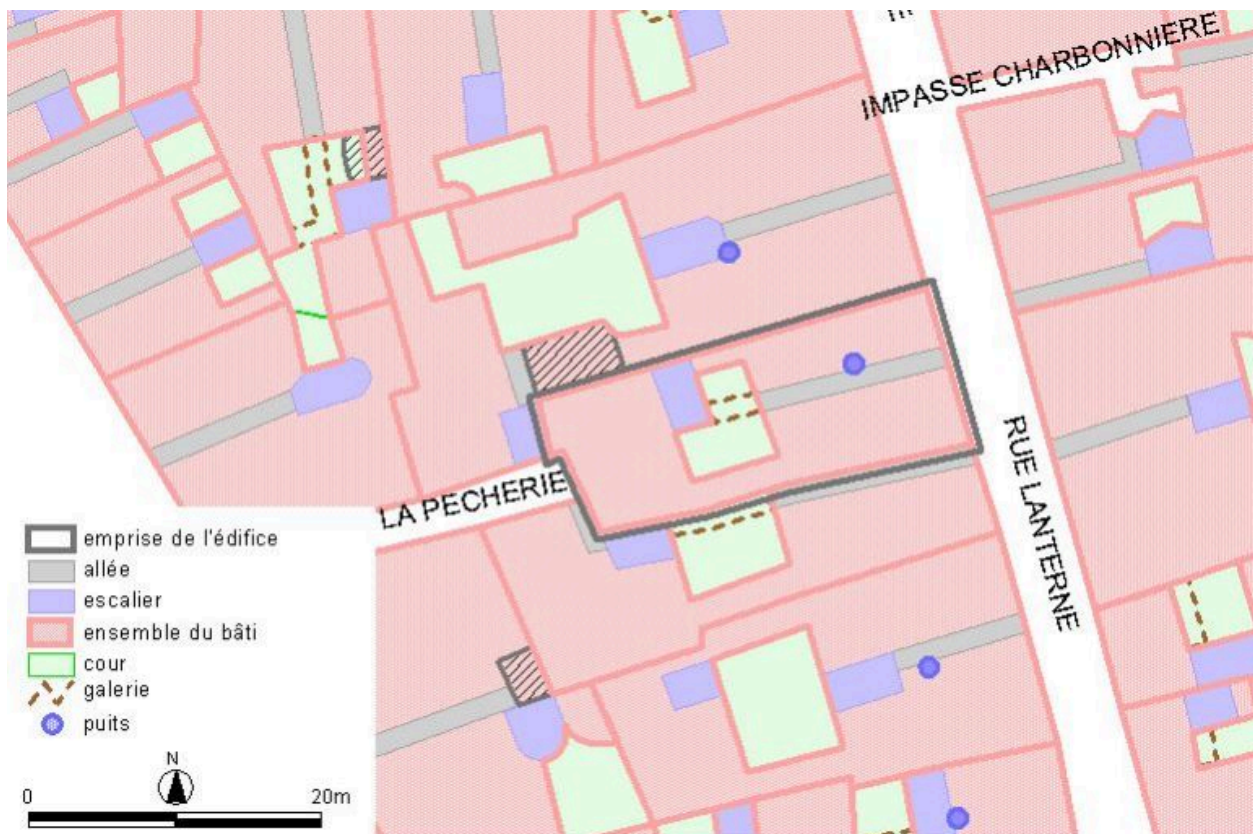 IMPASSE CHARBONNIERE
LA PECHERIE
RUE LANTERNE
emprise de l'édifice
allée
escalier
ensemble du bâti
cour
galerie
puits
N
0 20m